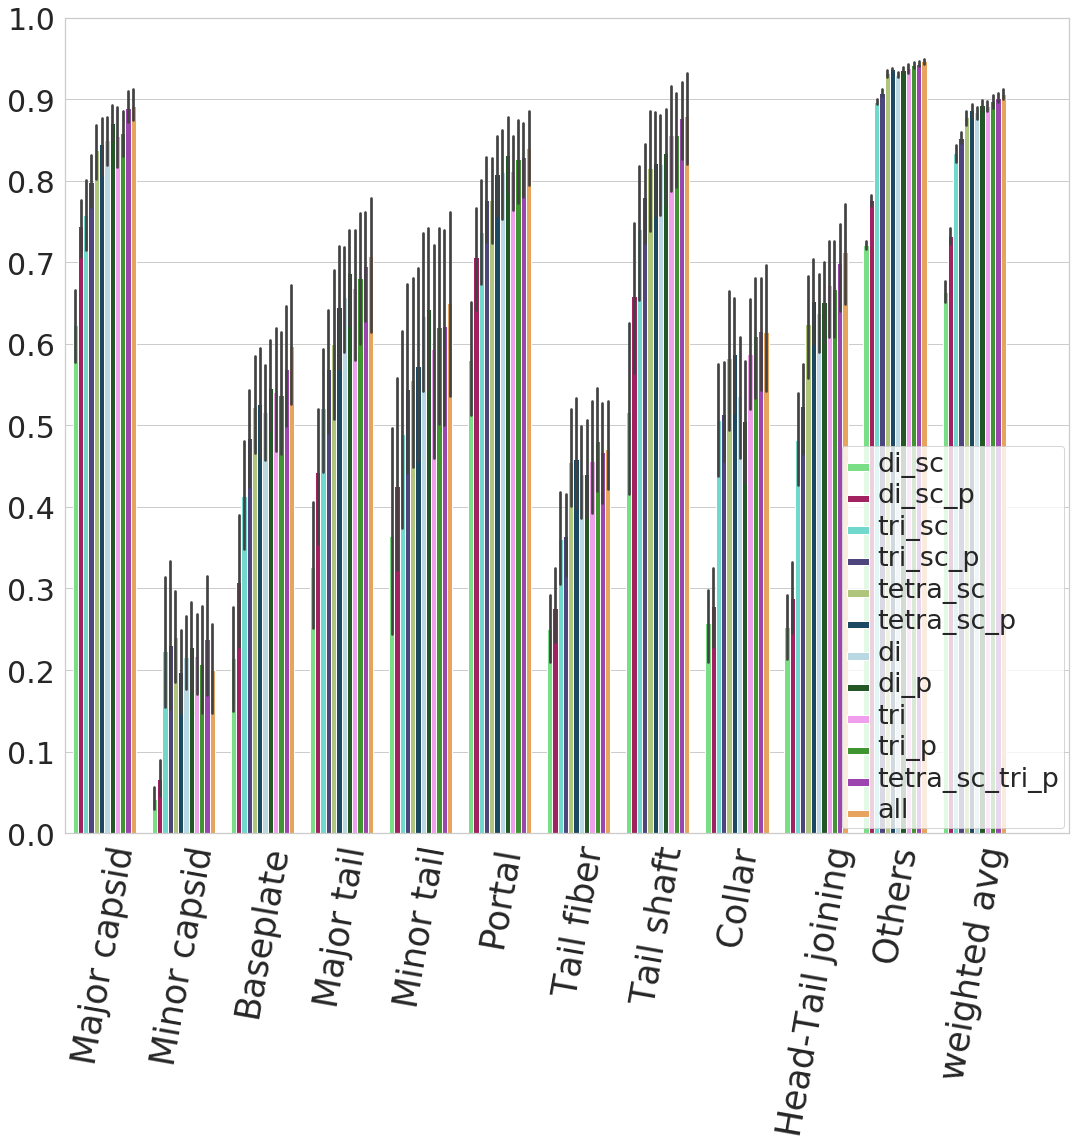 1.0
0.9
0.8
0.7
0.6
0.5
0.4
0.3
0.2
0.1
0.0
di_sc
di_sc_p
tri_sc
tri_sc_p
tetra_sc
tetra_sc_p
di
di_p
tri
tri_p
tetra_sc_tri_p
all
Major capsid
Minor capsid
Baseplate
Major tail
Minor tail
Portal
Tail fiber
Tail shaft
Collar
Head-Tail joining
Others
weighted avg